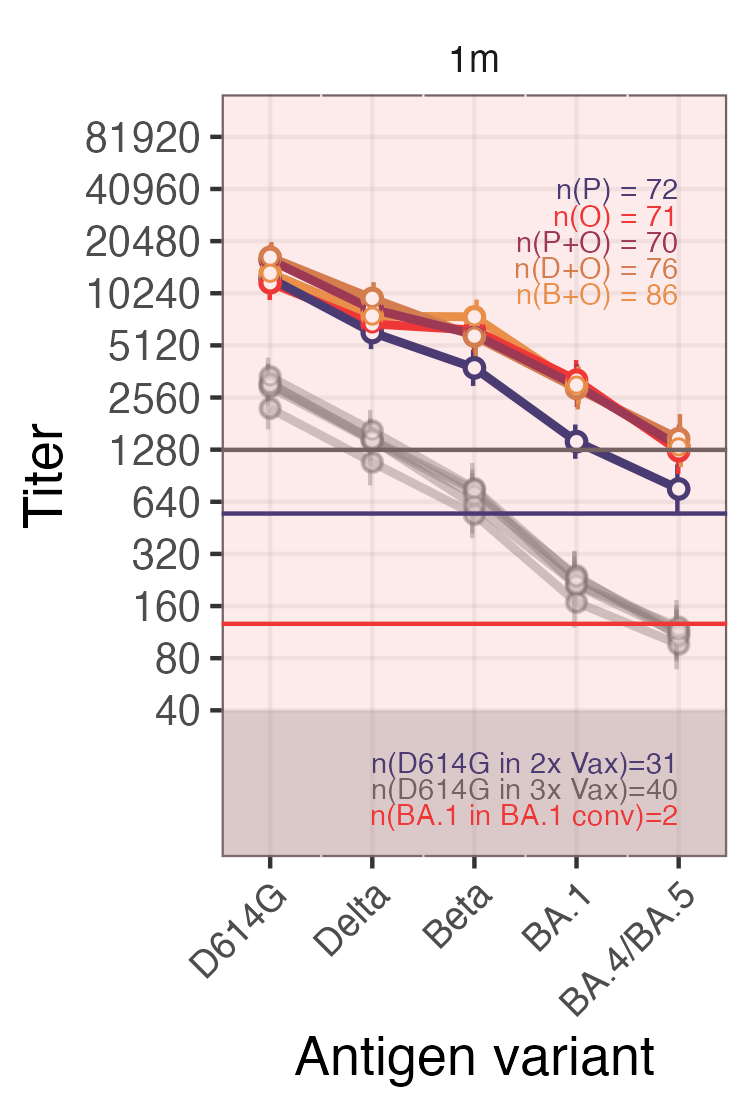 1m
81920
40960
20480
10240
5120
2560
1280
640
320
160
80
40
Titer
n(P) = 72
n(O) = 71
n(P+O) = 70
n(D+O) = 76
n(B+O) = 86
n(D614G in 2x Vax)=31
n(D614G in 3x Vax)=40
n(BA.1 in BA.1 conv)=2
D614G
Delta
Beta
BA.1
BA.4/BA.5
Antigen variant